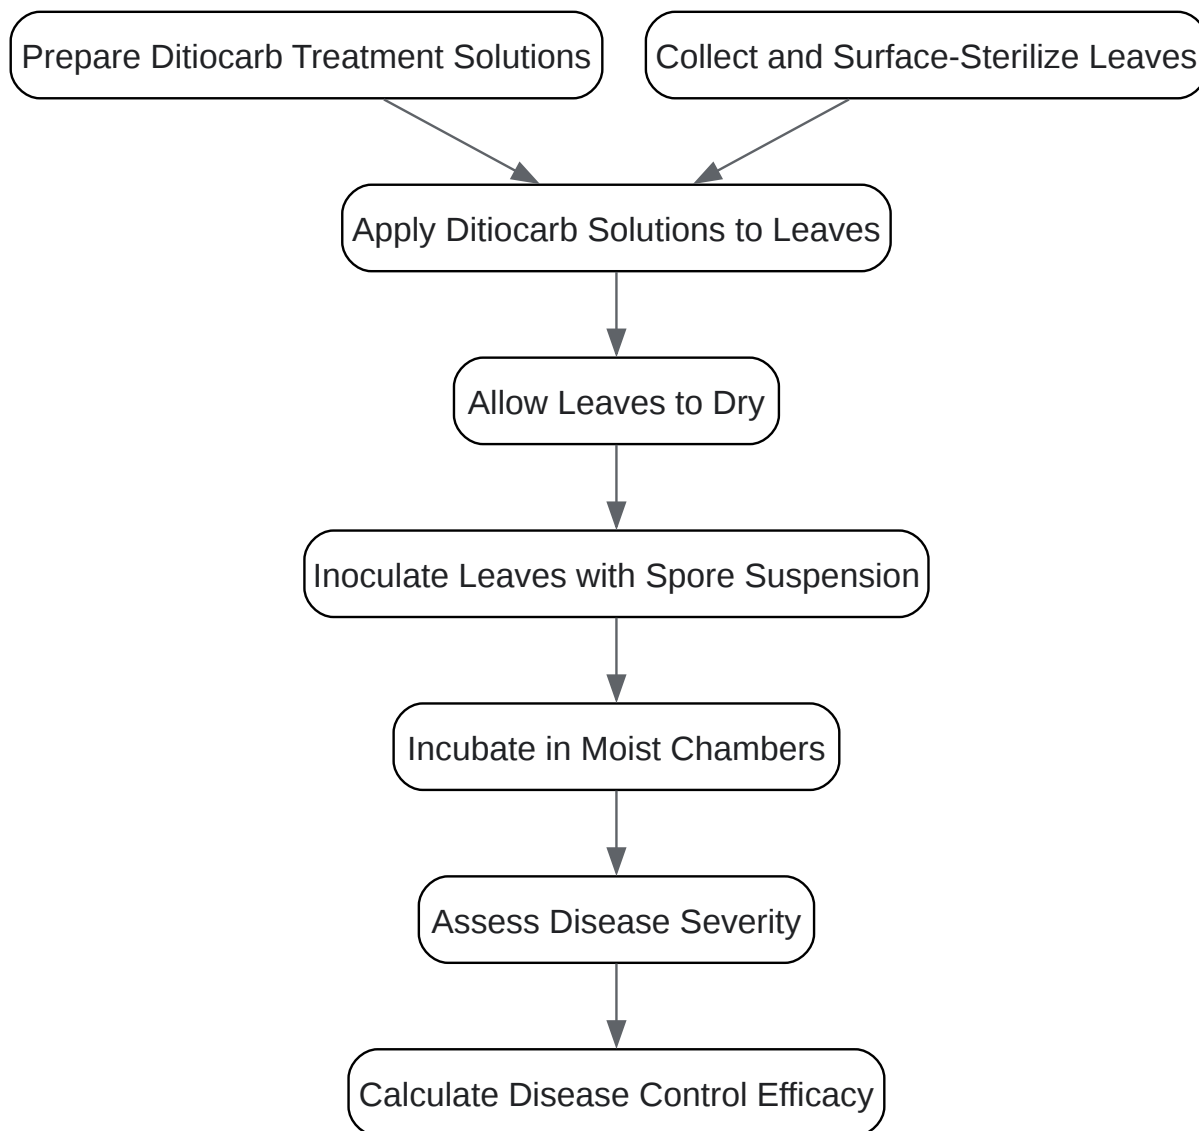 Prepare Ditiocarb Treatment Solutions
Collect and Surface-Sterilize Leaves
Apply Ditiocarb Solutions to Leaves
Allow Leaves to Dry
Inoculate Leaves with Spore Suspension
Incubate in Moist Chambers
Assess Disease Severity
Calculate Disease Control Efficacy